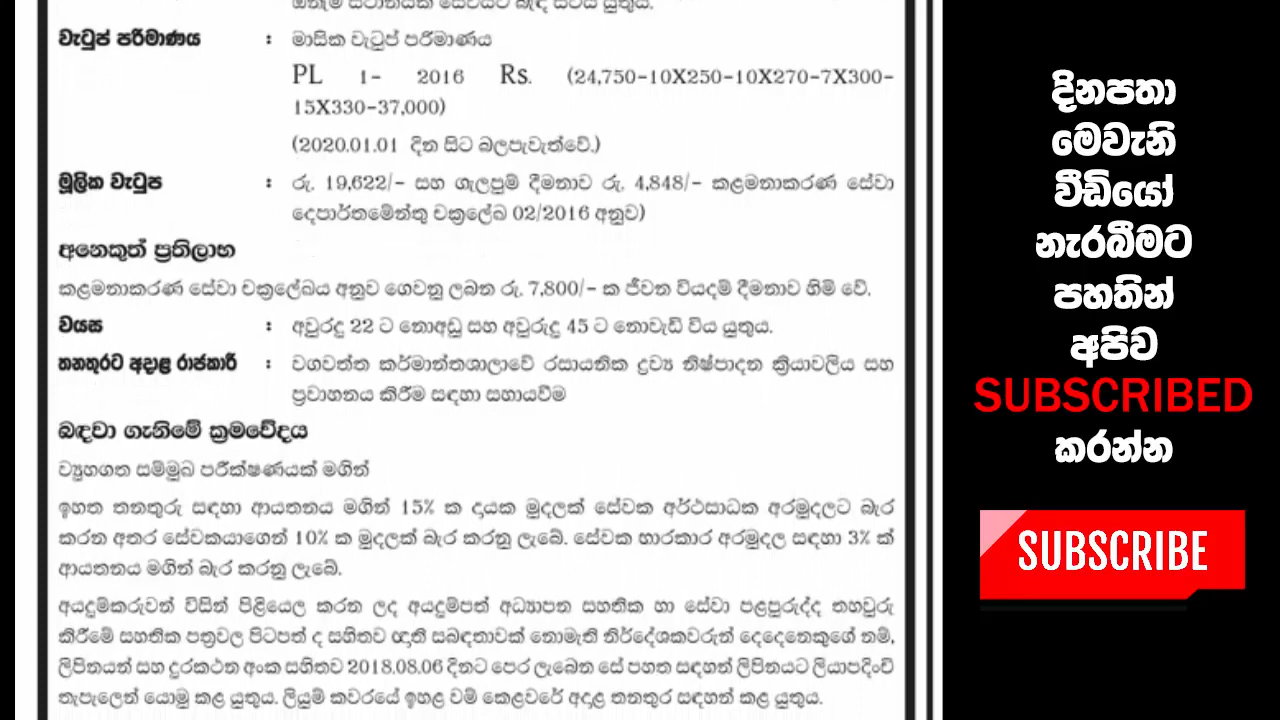 ඕනෑම ස්ථානයක සේවයට බැඳී සිටිය යුතුය.
වැටුප් පරිමාණය : මාසික වැටුප් පරිමාණය
PL 1- 2016 Rs. (24,750-10X250-10X270-7X300-
15X330-37,000)
(2020.01.01 දින සිට බලපැවැත්වේ.)
මූලික වැටුප : රු. 19,622/- සහ ගැලපුම් දීමනාව රු. 4,848/- කළමනාකරණ සේවා
දෙපාර්තමේන්තු චක්‍රලේඛ 02/2016 අනුව)
අනෙකුත් ප්‍රතිලාභ
කළමනාකරණ සේවා චක්‍රලේඛය අනුව ගෙවනු ලබන රු. 7,800/- ක ජීවන වියදම් දීමනාව හිමි වේ.
වයස : අවුරුදු 22 ට නොඅඩු සහ අවුරුදු 45 ට නොවැඩි විය යුතුය.
තනතුරට අදාළ රාජකාරි : වගවත්ත කර්මාන්තශාලාවේ රසායනික ද්‍රව්‍ය නිෂ්පාදන ක්‍රියාවලිය සහ
ප්‍රවාහනය කිරීම සඳහා සහායවීම
බඳවා ගැනිමේ ක්‍රමවේදය
ව්‍යුහගත සම්මුඛ පරීක්ෂණයක් මගින්
ඉහත තනතුරු සඳහා ආයතනය මගින් 15% ක දායක මුදලක් සේවක අර්ථසාධක අරමුදලට බැර
කරන අතර සේවකයාගෙන් 10% ක මුදලක් බැර කරනු ලැබේ. සේවක භාරකාර අරමුදල සඳහා 3% ක්
ආයතනය මගින් බැර කරනු ලැබේ.
අයදුම්කරුවන් විසින් පිළියෙල කරන ලද අයදුම්පත් අධ්‍යාපන සහතික හා සේවා පළපුරුද්ද තහවුරු
කිරීමේ සහතික පත්‍රවල පිටපත් ද සහිතව ඥාති සබඳතාවක් නොමැති නිර්දේශකවරුන් දෙදෙනෙකුගේ නම්,
ලිපිනයන් සහ දුරකථන අංක සහිතව 2018.08.06 දිනට පෙර ලැබෙන සේ පහත සඳහන් ලිපිනයට ලියාපදිංචි
තැපෑලෙන් යොමු කළ යුතුය. ලියුම් කවරයේ ඉහළ වම් කෙළවරේ අදාළ තනතුර සඳහන් කළ යුතුය.
දිනපතා
මෙවැනි
වීඩියෝ
නැරබීමට
පහතින්
අපිව
SUBSCRIBED
කරන්න
SUBSCRIBE